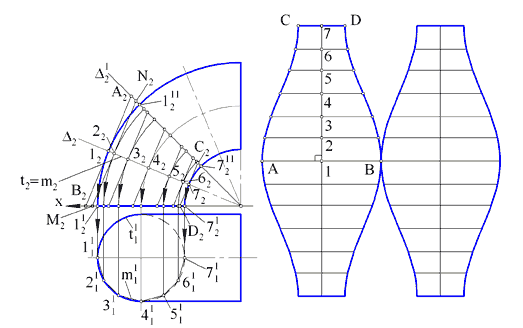 C D
7
6
5
4
3
2
1
A B
Δ₂¹ N₂
A₂ 1₂¹¹
Δ₂ 2₂
1₂ 3₂ 4₂ 5₂ 6₂ 7₂
C₂ 7₂¹¹
t₂=m₂
B₂
x
M₂ 1₂¹ D₂ 7₂¹
t₁¹
1₁¹ 7₁¹
2₁¹ m₁¹ 6₁¹
3₁¹ 4₁¹ 5₁¹